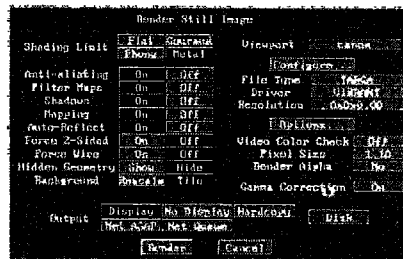 Render Still Image
Shading Limit Flat Gouraud
Phong Metal
Anti-aliasing On Off
Filter Maps On Off
Shadows On Off
Mapping On Off
Auto-Reflect On Off
Force 2-Sided On Off
Force Wire On Off
Hidden Geometry Show Hide
Background Rescale Tile
Viewport
Configure
File Type TARGA
Driver
Resolution
Options
Video Color Check Off
Pixel Size 1.10
Render Alpha No
Gamma Correction On
Output Display No Display Hardcopy Disk
Net Queue
Render Cancel